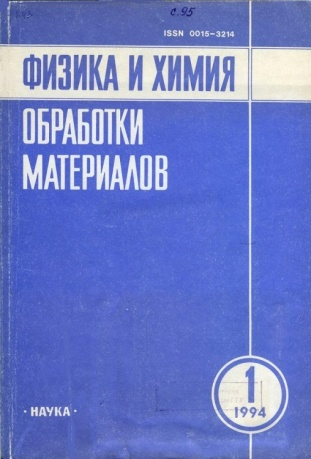 с.95
ISSN 0015-3214
ФИЗИКА И ХИМИЯ
ОБРАБОТКИ
МАТЕРИАЛОВ
1
1994
· НАУКА ·